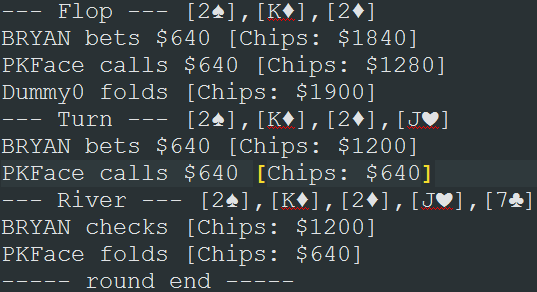 --- Flop --- [2♠],[K♦],[2♦]
BRYAN bets $640 [Chips: $1840]
PKFace calls $640 [Chips: $1280]
Dummy0 folds [Chips: $1900]
--- Turn --- [2♠],[K♦],[2♦],[J♥]
BRYAN bets $640 [Chips: $1200]
PKFace calls $640 [Chips: $640]
--- River --- [2♠],[K♦],[2♦],[J♥],[7♣]
BRYAN checks [Chips: $1200]
PKFace folds [Chips: $640]
----- round end -----